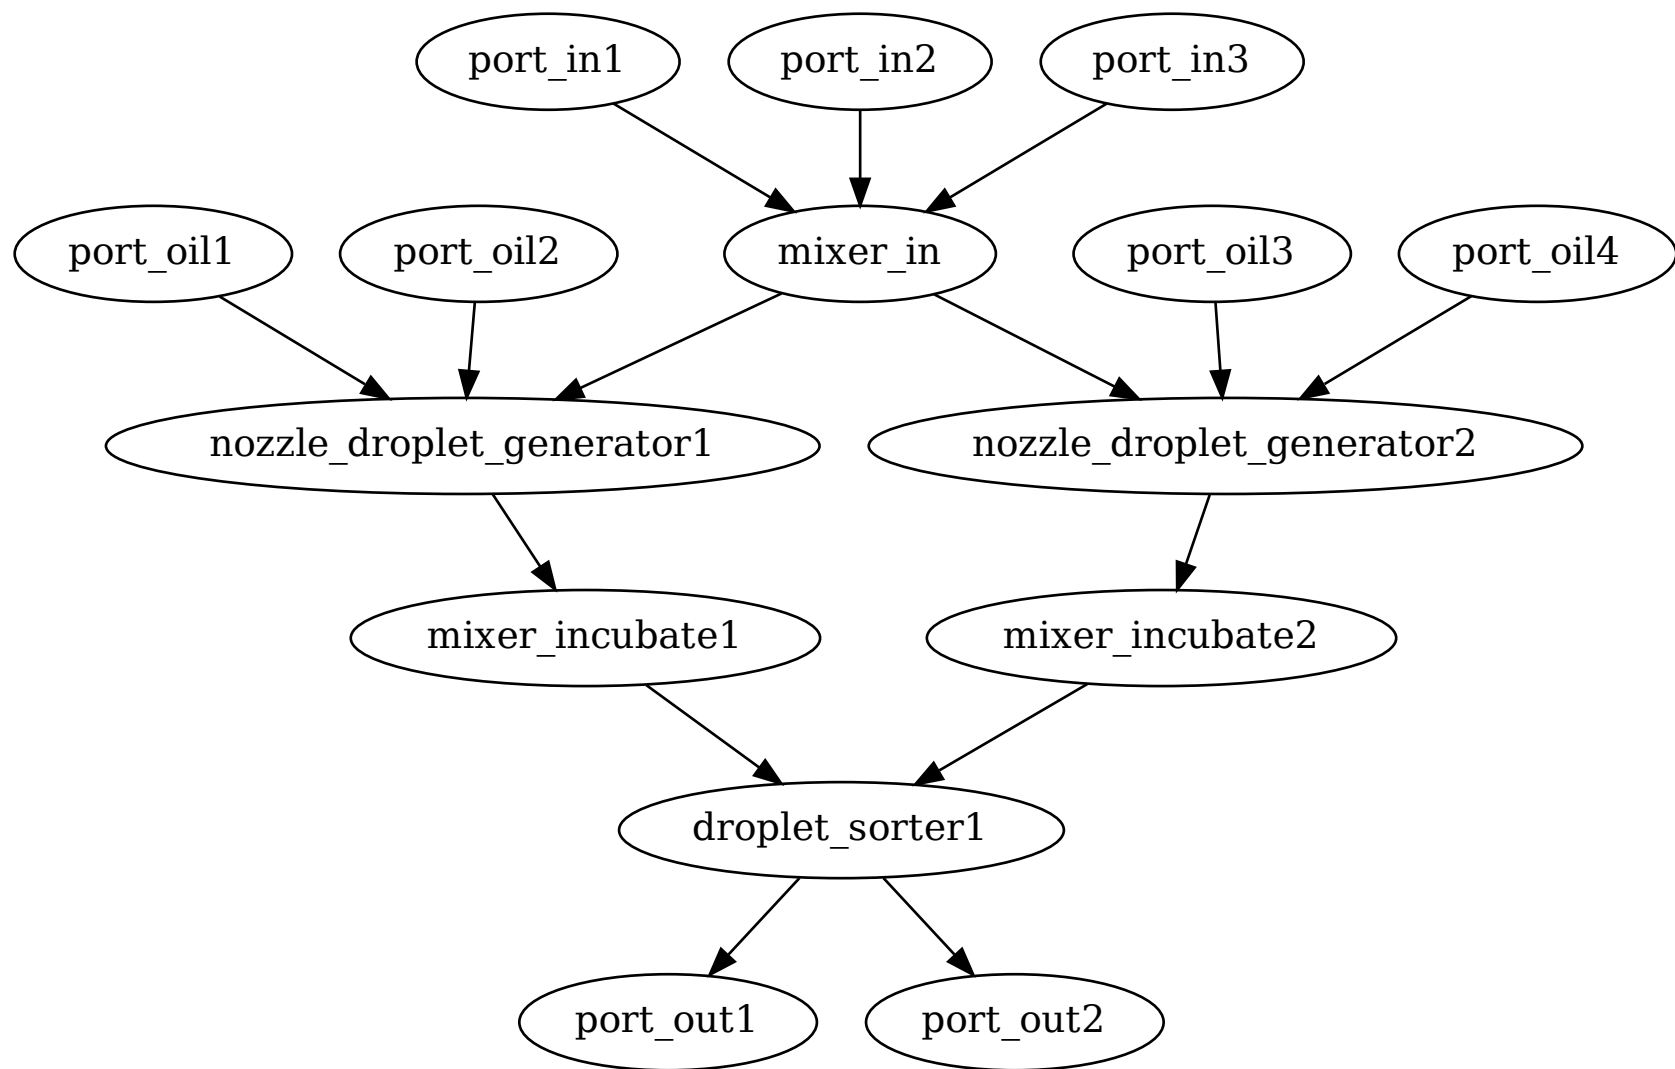 port_in1
port_in2
port_in3
port_oil1
port_oil2
mixer_in
port_oil3
port_oil4
nozzle_droplet_generator1
nozzle_droplet_generator2
mixer_incubate1
mixer_incubate2
droplet_sorter1
port_out1
port_out2